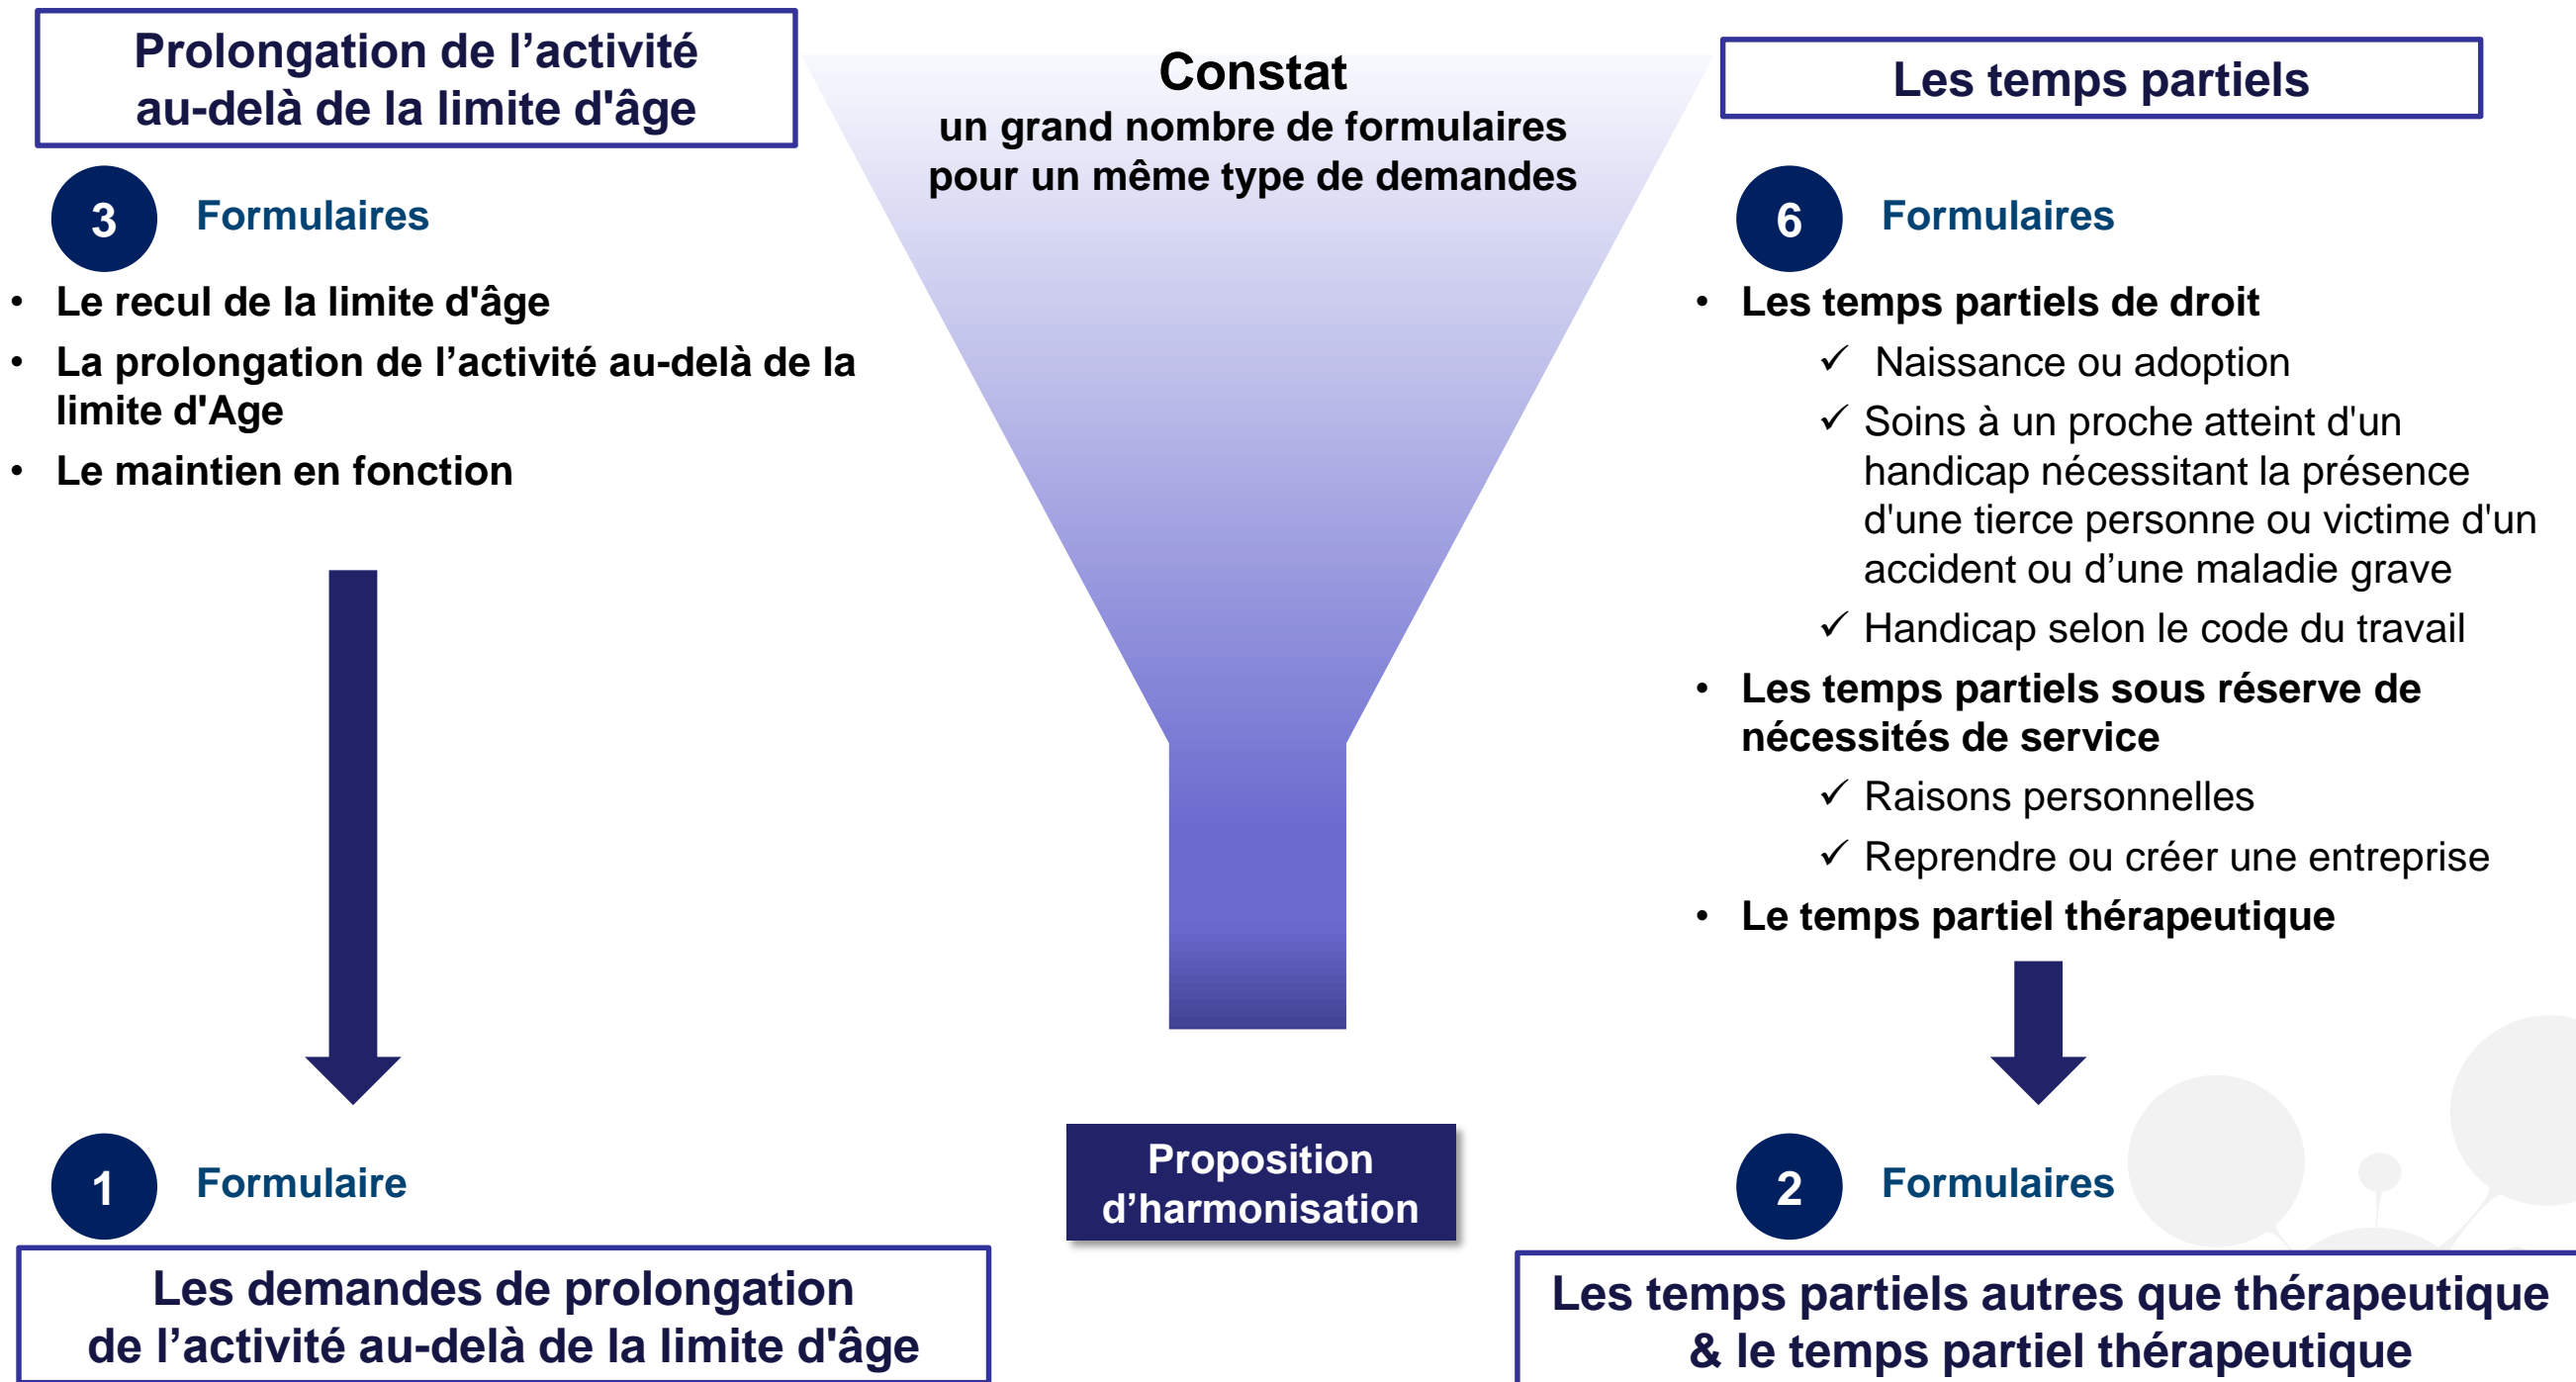 Prolongation de l’activité
au-delà de la limite d'âge
3
Formulaires
• Le recul de la limite d'âge
• La prolongation de l’activité au-delà de la
limite d'Age
• Le maintien en fonction
1
Formulaire
Les demandes de prolongation
de l’activité au-delà de la limite d'âge
Constat
un grand nombre de formulaires
pour un même type de demandes
Proposition
d’harmonisation
Les temps partiels
6
Formulaires
• Les temps partiels de droit
✓ Naissance ou adoption
✓ Soins à un proche atteint d'un
handicap nécessitant la présence
d'une tierce personne ou victime d'un
accident ou d’une maladie grave
✓ Handicap selon le code du travail
• Les temps partiels sous réserve de
nécessités de service
✓ Raisons personnelles
✓ Reprendre ou créer une entreprise
• Le temps partiel thérapeutique
2
Formulaires
Les temps partiels autres que thérapeutique
& le temps partiel thérapeutique